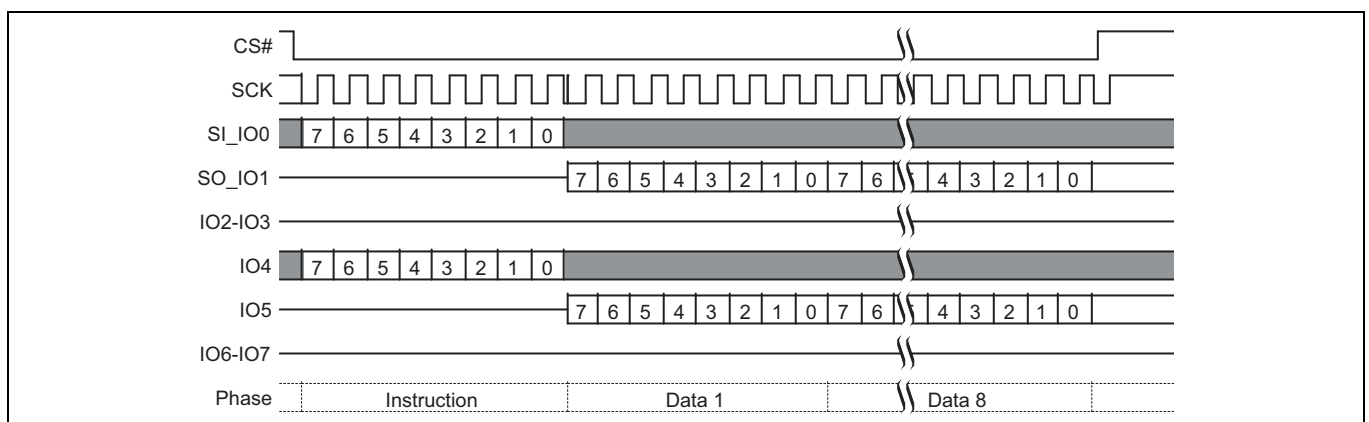 CS#
SCK
SI_IO0 7 6 5 4 3 2 1 0
SO_IO1 7 6 5 4 3 2 1 0 7 6 4 3 2 1 0
IO2-IO3
IO4 7 6 5 4 3 2 1 0
IO5 7 6 5 4 3 2 1 0 7 6 4 3 2 1 0
IO6-IO7
Phase Instruction Data 1 Data 8